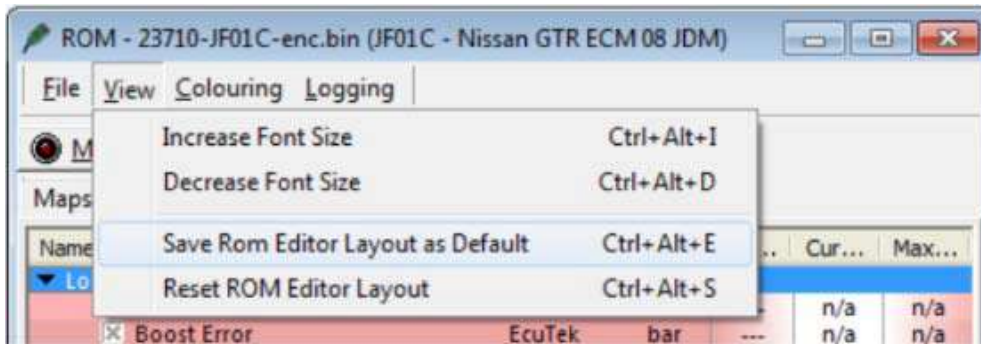 ROM - 23710-JF01C-enc.bin (JF01C - Nissan GTR ECM 08 JDM)
File View Colouring Logging
Increase Font Size Ctrl+Alt+I
M
Decrease Font Size Ctrl+Alt+D
Maps
Save Rom Editor Layout as Default Ctrl+Alt+E
Name .. Cur... Max...
Reset ROM Editor Layout Ctrl+Alt+S
Lo
n/a n/a
Boost Error EcuTek bar --- n/a n/a